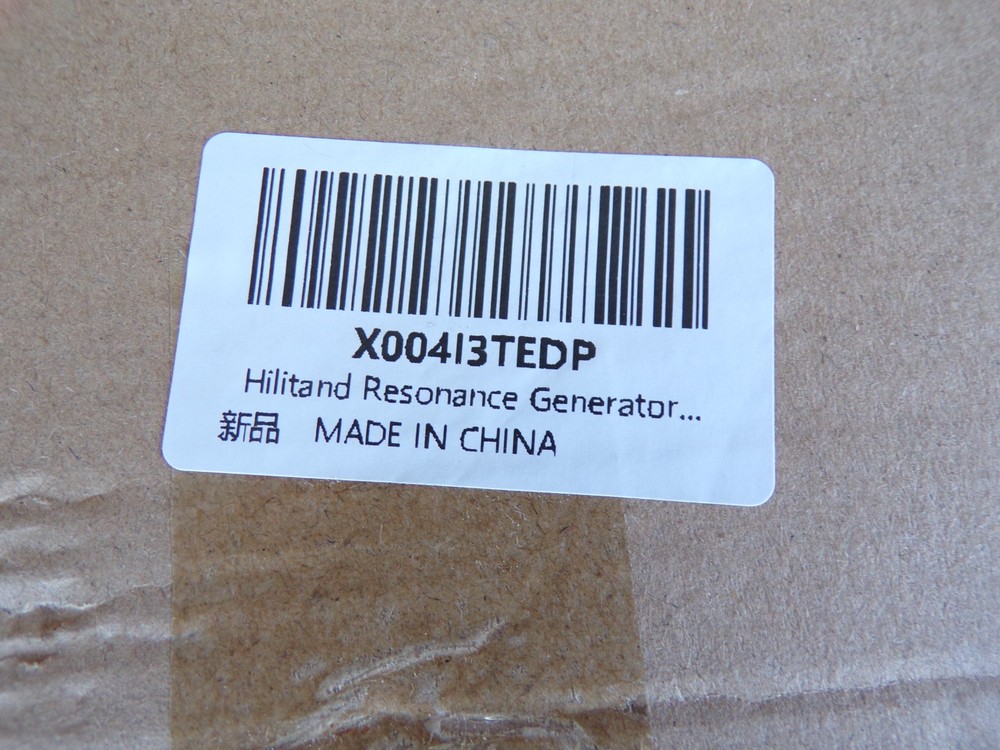 X004I3TEDP
Hilitand Resonance Generator...
新品 MADE IN CHINA